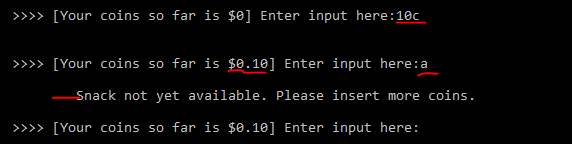 >>>> [Your coins so far is $0] Enter input here:10c
>>>> [Your coins so far is $0.10] Enter input here:a
Snack not yet available. Please insert more coins.
>>>> [Your coins so far is $0.10] Enter input here: